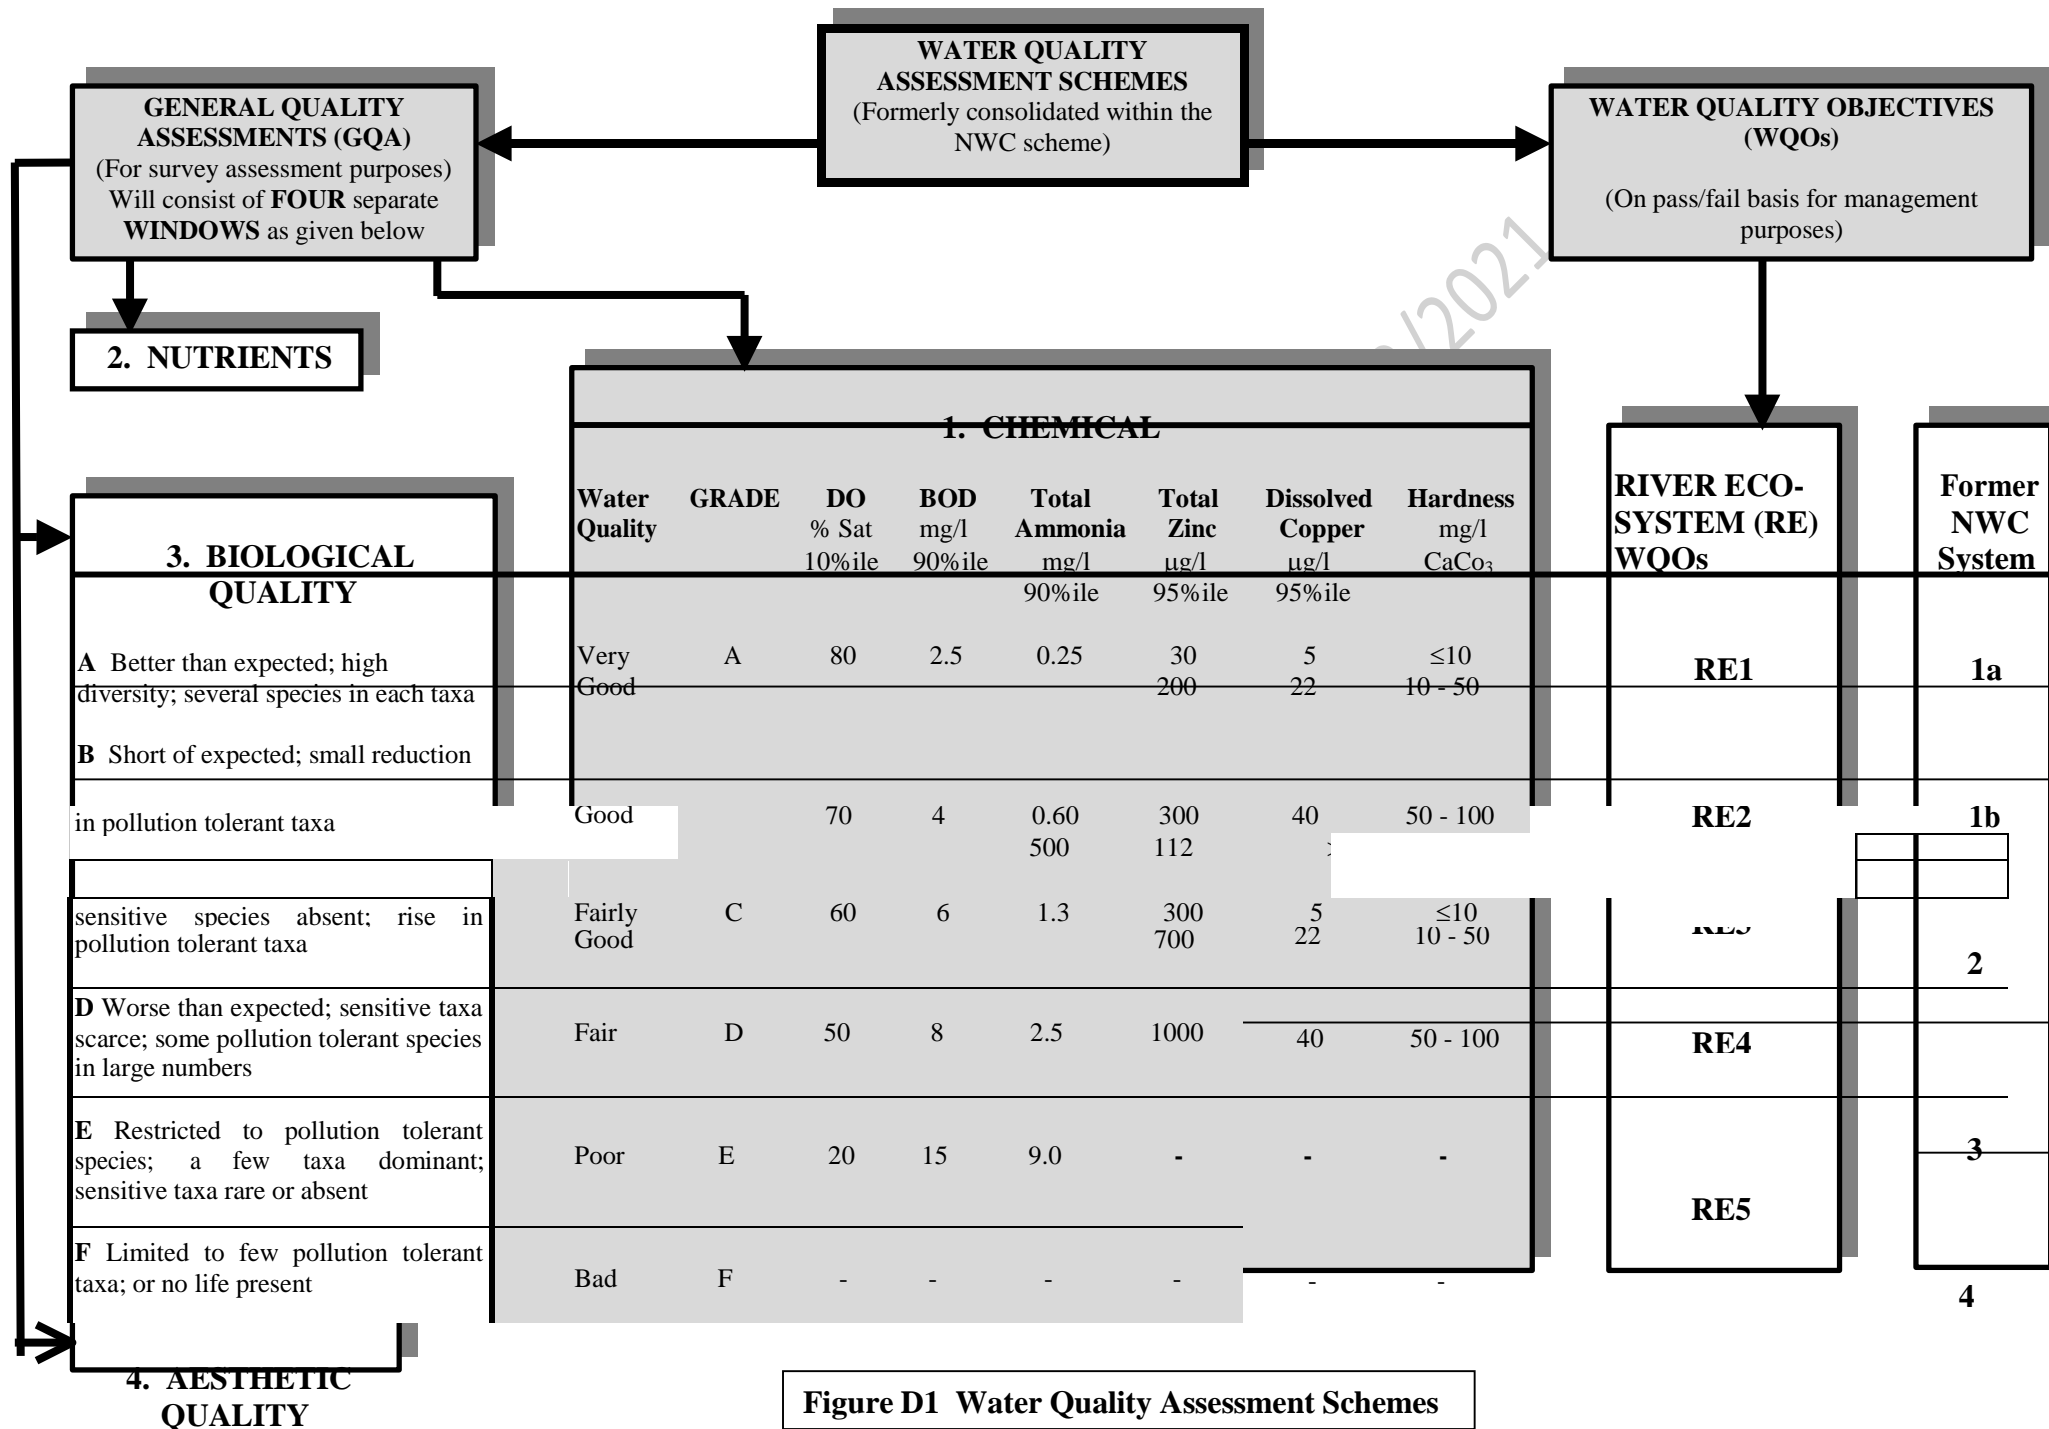 WATER QUALITY
ASSESSMENT SCHEMES
(Formerly consolidated within the
NWC scheme)
GENERAL QUALITY
ASSESSMENTS (GQA)
(For survey assessment purposes)
Will consist of FOUR separate
WINDOWS as given below
WATER QUALITY OBJECTIVES
(WQOs)
(On pass/fail basis for management
purposes)
/2021
2. NUTRIENTS
1. CHEMICAL
Water GRADE DO BOD Total Total Dissolved Hardness
Quality % Sat mg/l Ammonia Zinc Copper mg/l
10%ile 90%ile mg/l µg/l µg/l CaCo₃
90%ile 95%ile 95%ile
RIVER ECO-
SYSTEM (RE)
WQOs
Former
NWC
System
3. BIOLOGICAL
QUALITY
A Better than expected; high
diversity; several species in each taxa
Very A 80 2.5 0.25 30 5 ≤10
Good 200 22 10 - 50
RE1
1a
B Short of expected; small reduction
in pollution tolerant taxa
Good 70 4 0.60 300 40 50 - 100
500 112
RE2
1b
sensitive species absent; rise in
pollution tolerant taxa
Fairly C 60 6 1.3 300 5 ≤10
Good 700 22 10 - 50
2
D Worse than expected; sensitive taxa
scarce; some pollution tolerant species
in large numbers
Fair D 50 8 2.5 1000 40 50 - 100
RE4
E Restricted to pollution tolerant
species; a few taxa dominant;
sensitive taxa rare or absent
Poor E 20 15 9.0 - - -
3
RE5
F Limited to few pollution tolerant
taxa; or no life present
Bad F - - - - - -
4
4. AESTHETIC
QUALITY
Figure D1 Water Quality Assessment Schemes